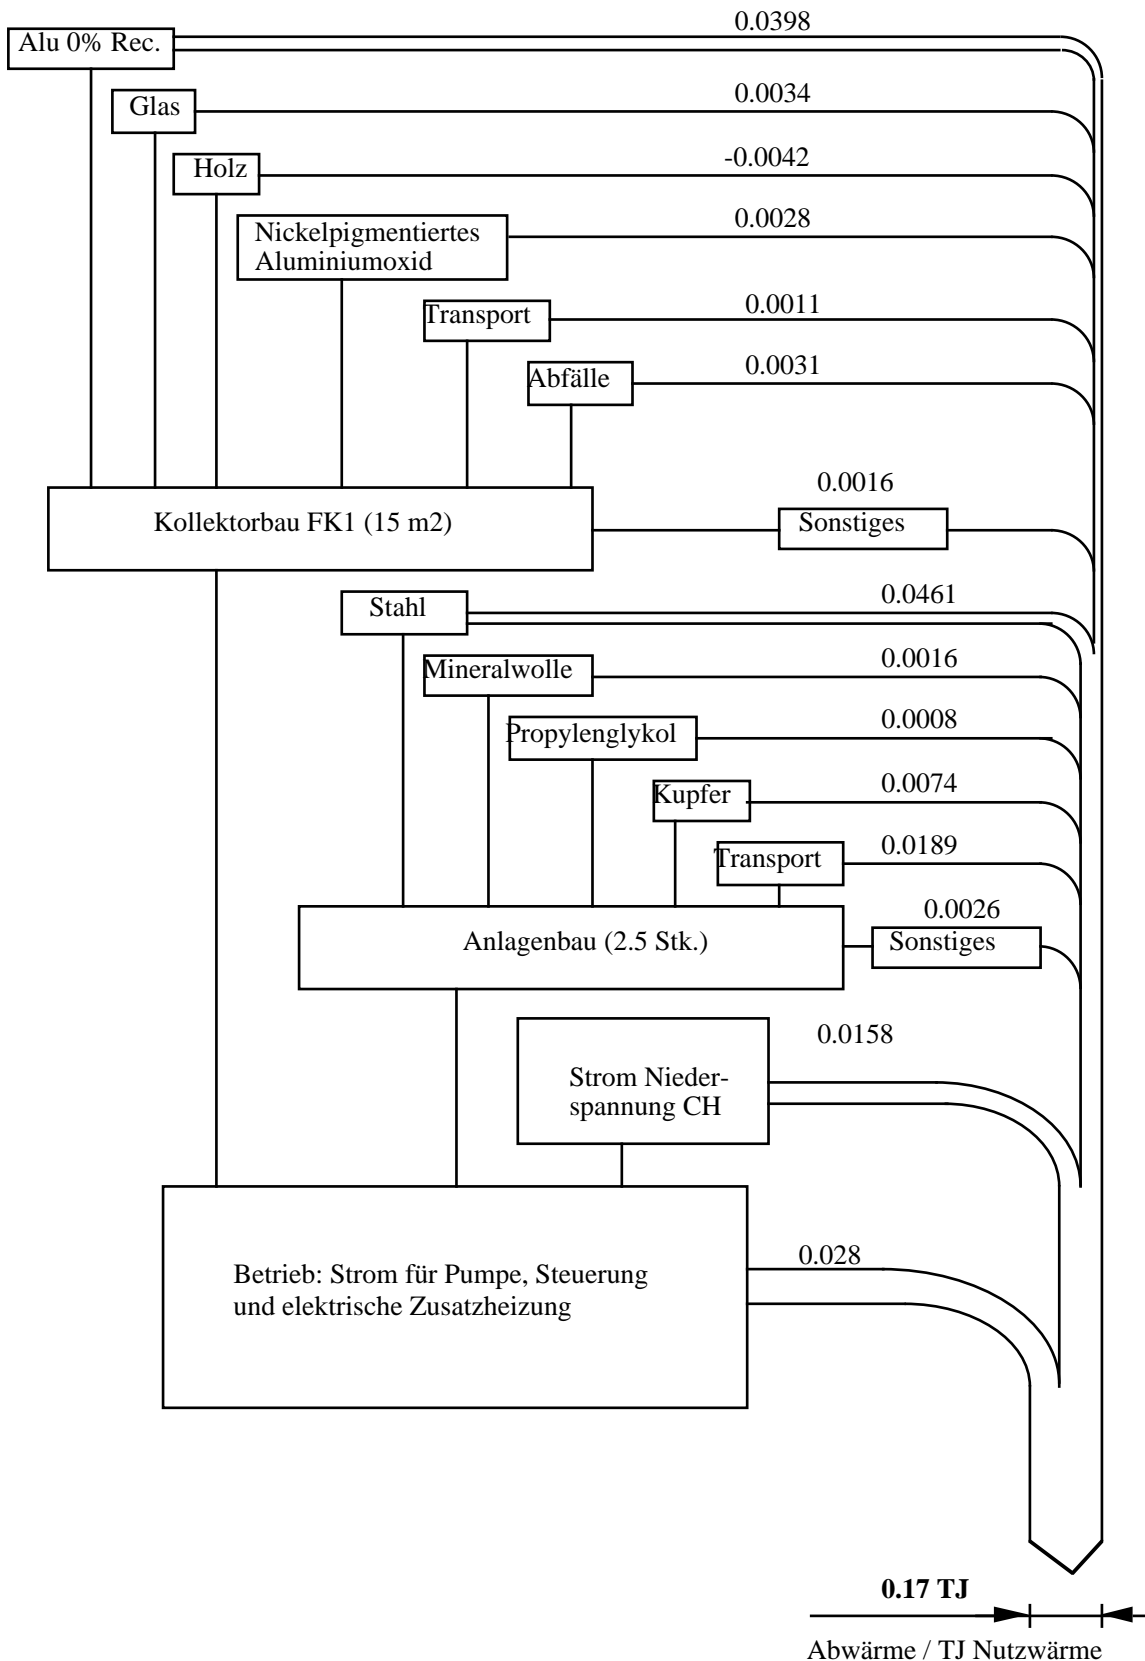 0.0398
Alu 0% Rec.
0.0034
Glas
-0.0042
Holz
0.0028
Nickelpigmentiertes
Aluminiumoxid
0.0011
Transport
0.0031
Abfälle
0.0016
Kollektorbau FK1 (15 m2)
Sonstiges
0.0461
Stahl
0.0016
Mineralwolle
0.0008
Propylenglykol
0.0074
Kupfer
0.0189
Transport
0.0026
Anlagenbau (2.5 Stk.)
Sonstiges
0.0158
Strom Nieder-
spannung CH
0.028
Betrieb: Strom für Pumpe, Steuerung
und elektrische Zusatzheizung
0.17 TJ
Abwärme / TJ Nutzwärme